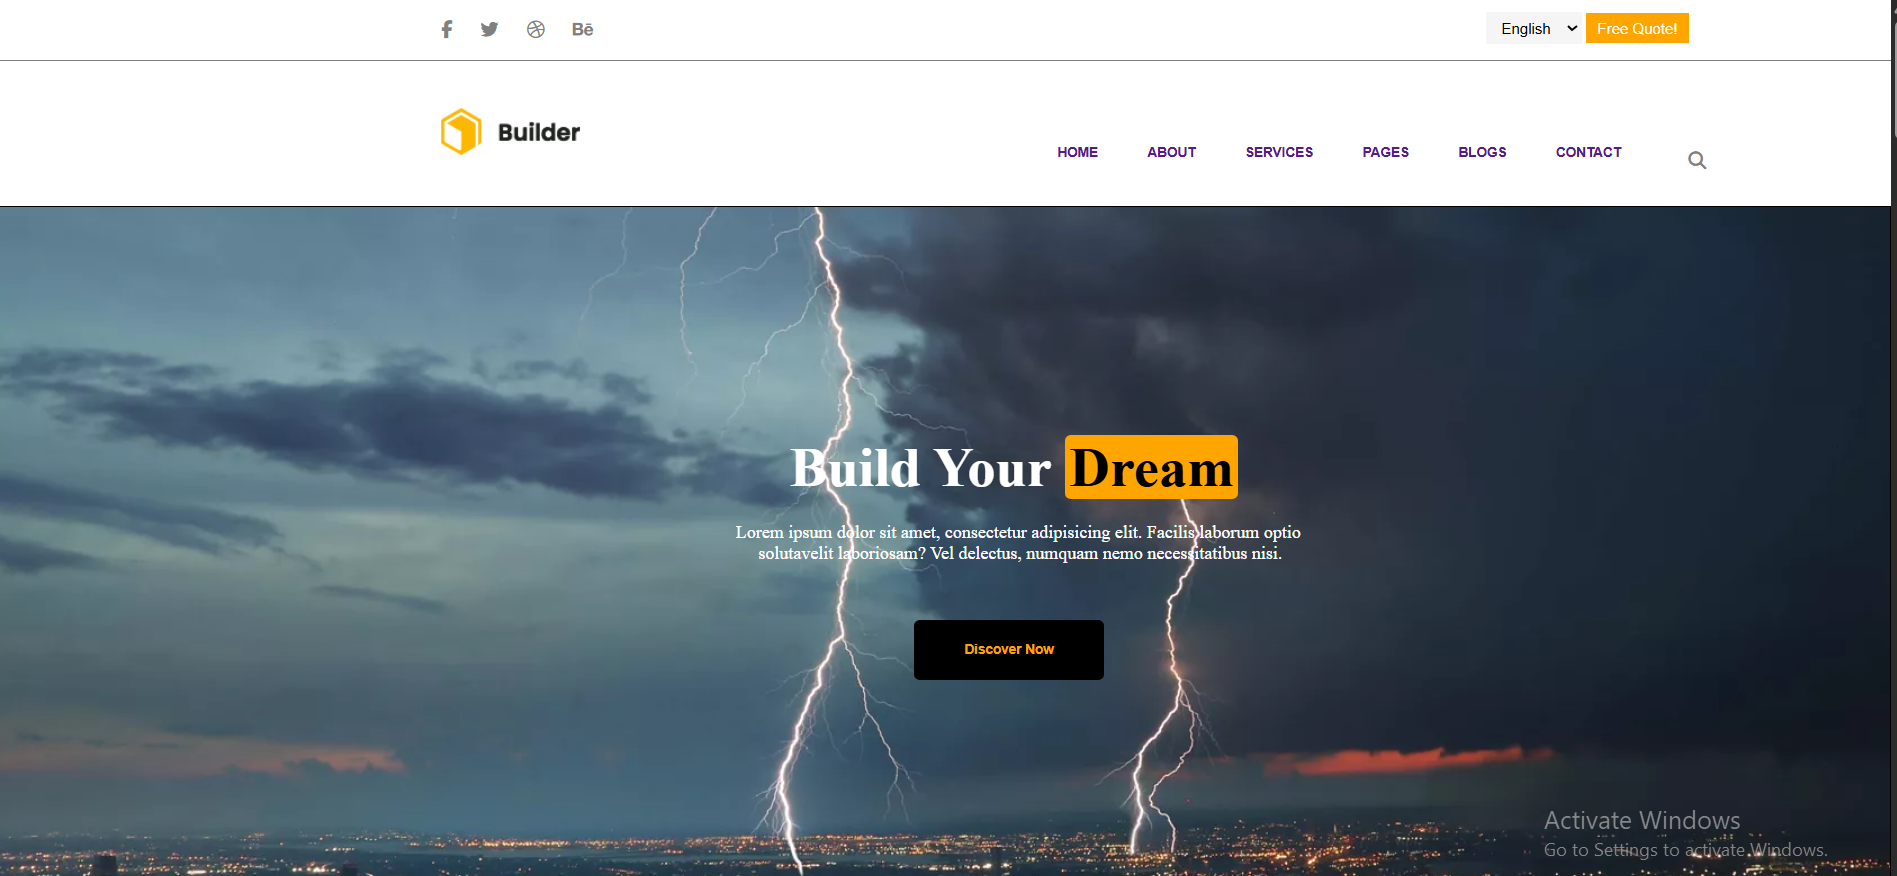 Bē
English
Free Quote!
Builder
HOME ABOUT SERVICES PAGES BLOGS CONTACT
Build Your Dream
Lorem ipsum dolor sit amet, consectetur adipisicing elit. Facilis laborum optio
solutavelit laboriosam? Vel delectus, numquam nemo necessitatibus nisi.
Discover Now
Activate Windows
Go to Settings to activate Windows.